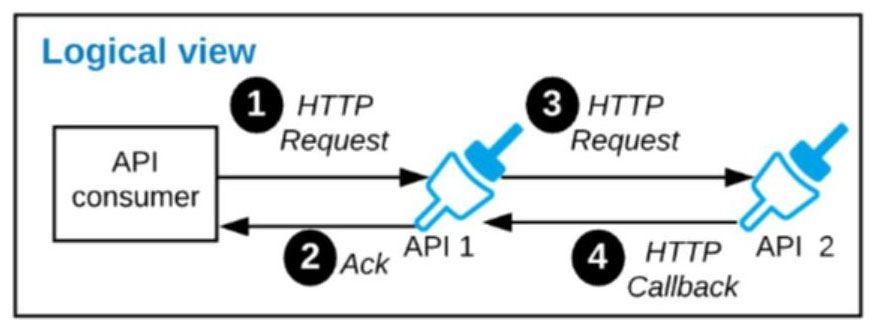 Logical view
1 HTTP
Request
3 HTTP
Request
API
consumer
2 Ack
API 1
4 HTTP
Callback
API 2